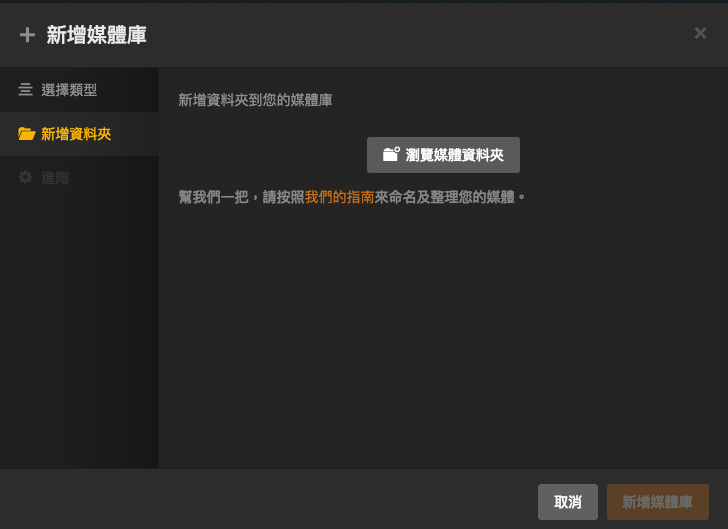 新增媒體庫
選擇類型
新增資料夾
進階
新增資料夾到您的媒體庫
瀏覽媒體資料夾
幫我們一把，請按照我們的指南來命名及整理您的媒體。
取消
新增媒體庫